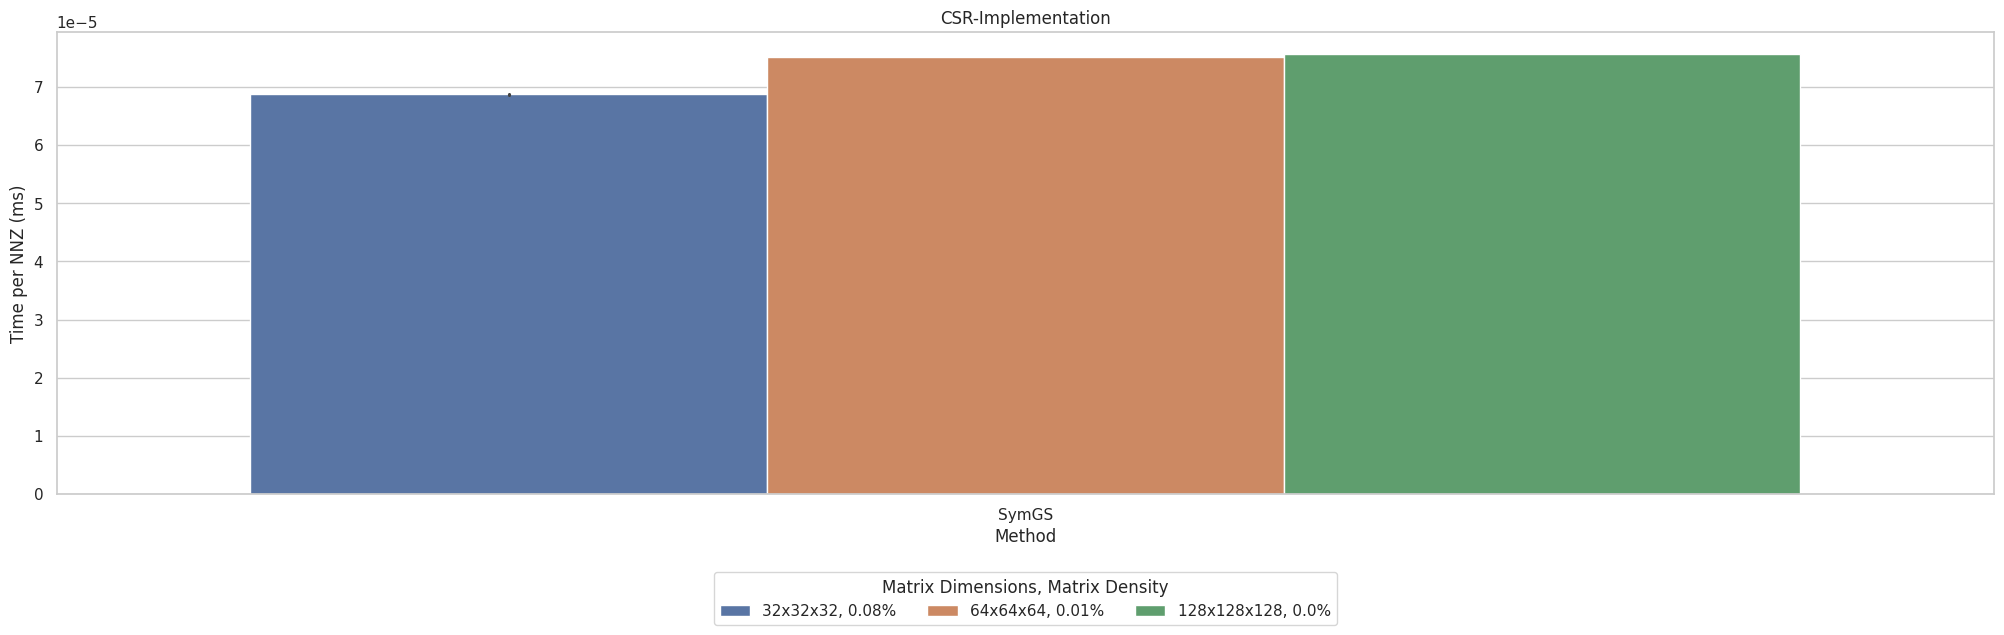 CSR-Implementation
1e−5
7
6
5
4
3
2
1
0
Time per NNZ (ms)
SymGS
Method
Matrix Dimensions, Matrix Density
32x32x32, 0.08% 64x64x64, 0.01% 128x128x128, 0.0%